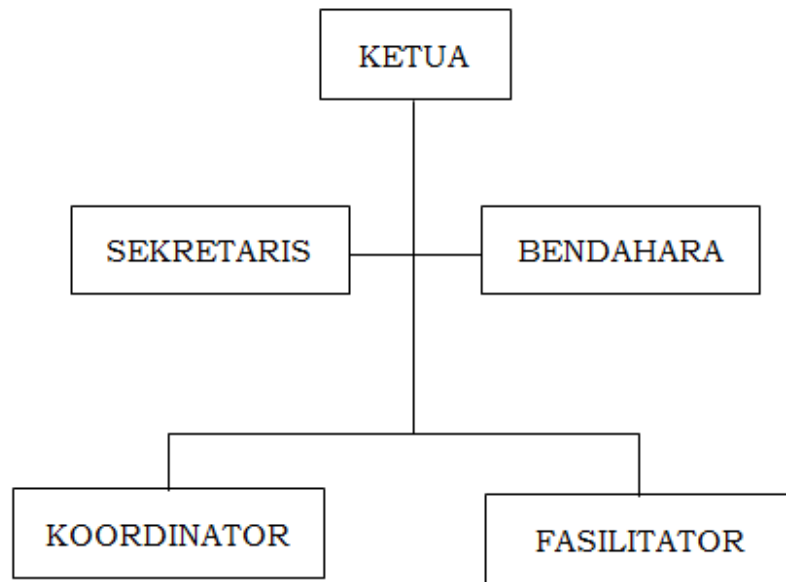 KETUA
SEKRETARIS
BENDAHARA
KOORDINATOR
FASILITATOR